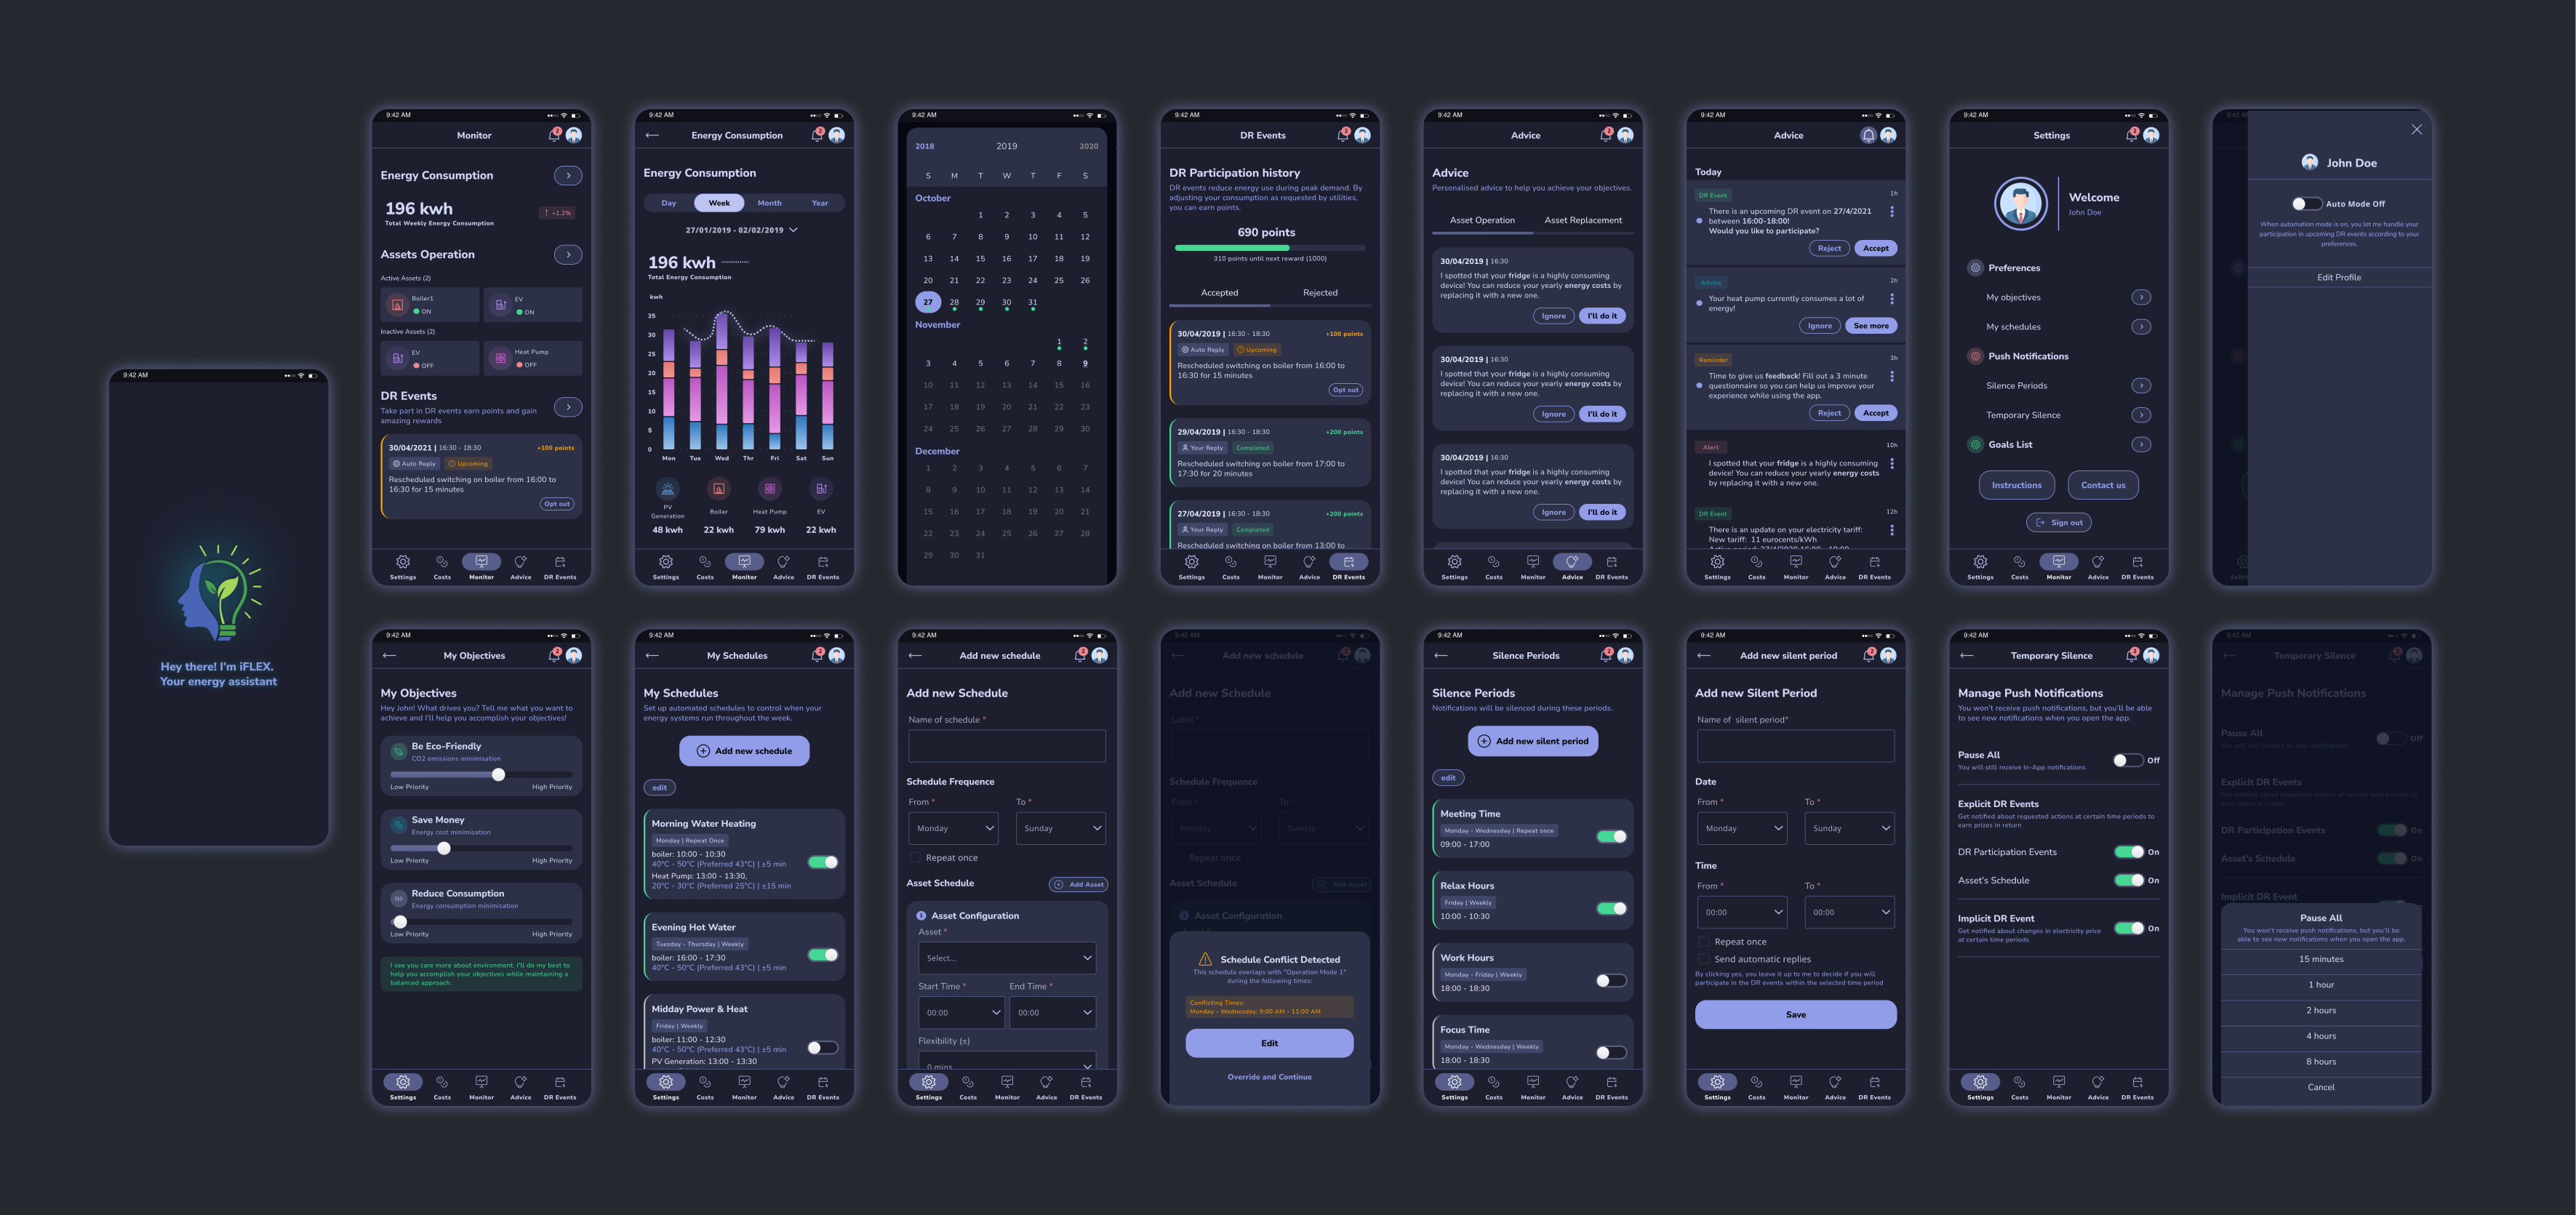 9:42 AM
Hey there! I'm iFLEX.
Your energy assistant
9:42 AM
Monitor
2
Energy Consumption
196 kwh
↑ +1.2%
Total Weekly Energy Consumption
Assets Operation
Active Assets (2)
Boiler1
ON
EV
ON
Inactive Assets (2)
EV
OFF
Heat Pump
OFF
DR Events
Take part in DR events earn points and gain
amazing rewards
30/04/2021 | 16:30 - 18:30
+100 points
Auto Reply
Upcoming
Rescheduled switching on boiler from 16:00 to
16:30 for 15 minutes
Opt out
Settings Costs Monitor Advice DR Events
9:42 AM
Energy Consumption
2
Energy Consumption
Day Week Month Year
27/01/2019 - 02/02/2019
196 kwh
Total Energy Consumption
kwh
35
30
25
20
15
10
5
0
Mon Tue Wed Thr Fri Sat Sun
PV
Generation
Boiler
Heat Pump
EV
48 kwh 22 kwh 79 kwh 22 kwh
Settings Costs Monitor Advice DR Events
9:42 AM
2018 2019 2020
S M T W T F S
October
1 2 3 4 5
6 7 8 9 10 11 12
13 14 15 16 17 18 19
20 21 22 23 24 25 26
27 28 29 30 31
November
1 2
3 4 5 6 7 8 9
10 11 12 13 14 15 16
17 18 19 20 21 22 23
24 25 26 27 28 29 30
December
1 2 3 4 5 6 7
8 9 10 11 12 13 14
15 16 17 18 19 20 21
22 23 24 25 26 27 28
29 30 31
9:42 AM
DR Events
2
DR Participation history
DR events reduce energy use during peak demand. By
adjusting your consumption as requested by utilities,
you can earn points.
690 points
310 points until next reward (1000)
Accepted Rejected
30/04/2019 | 16:30 - 18:30
+100 points
Auto Reply
Upcoming
Rescheduled switching on boiler from 16:00 to
16:30 for 15 minutes
Opt out
29/04/2019 | 16:30 - 18:30
+200 points
Your Reply
Completed
Rescheduled switching on boiler from 17:00 to
17:30 for 20 minutes
27/04/2019 | 16:30 - 18:30
+200 points
Your Reply
Completed
Rescheduled switching on boiler from 13:00 to
Settings Costs Monitor Advice DR Events
9:42 AM
Advice
2
Advice
Personalised advice to help you achieve your objectives.
Asset Operation Asset Replacement
30/04/2019 | 16:30
I spotted that your fridge is a highly consuming
device! You can reduce your yearly energy costs by
replacing it with a new one.
Ignore I'll do it
30/04/2019 | 16:30
I spotted that your fridge is a highly consuming
device! You can reduce your yearly energy costs by
replacing it with a new one.
Ignore I'll do it
30/04/2019 | 16:30
I spotted that your fridge is a highly consuming
device! You can reduce your yearly energy costs by
replacing it with a new one.
Ignore I'll do it
Settings Costs Monitor Advice DR Events
9:42 AM
Advice
Today
DR Event
1h
There is an upcoming DR event on 27/4/2021
between 16:00-18:00!
Would you like to participate?
Reject Accept
Advice
2h
Your heat pump currently consumes a lot of
energy!
Ignore See more
Reminder
3h
Time to give us feedback! Fill out a 3 minute
questionnaire so you can help us improve your
experience while using the app.
Reject Accept
Alert
10h
I spotted that your fridge is a highly consuming
device! You can reduce your yearly energy costs
by replacing it with a new one.
DR Event
12h
There is an update on your electricity tariff:
New tariff: 11 eurocents/kWh
Settings Costs Monitor Advice DR Events
9:42 AM
Settings
2
Welcome
John Doe
Preferences
My objectives
My schedules
Push Notifications
Silence Periods
Temporary Silence
Goals List
Instructions
Contact us
Sign out
Settings Costs Monitor Advice DR Events
John Doe
Auto Mode Off
When automation mode is on, you let me handle your
participation in upcoming DR events according to your
preferences.
Edit Profile
9:42 AM
My Objectives
2
My Objectives
Hey John! What drives you? Tell me what you want to
achieve and I'll help you accomplish your objectives!
Be Eco-Friendly
CO2 emissions minimisation
Low Priority High Priority
Save Money
Energy cost minimisation
Low Priority High Priority
Reduce Consumption
Energy consumption minimisation
Low Priority High Priority
I see you care more about environment. I'll do my best to
help you accomplish your objectives while maintaining a
balanced approach.
Settings Costs Monitor Advice DR Events
9:42 AM
My Schedules
2
My Schedules
Set up automated schedules to control when your
energy systems run throughout the week.
Add new schedule
edit
Morning Water Heating
Monday | Repeat Once
boiler: 10:00 - 10:30
40°C - 50°C (Preferred 43°C) | ±5 min
Heat Pump: 13:00 - 13:30,
20°C - 30°C (Preferred 25°C) | ±15 min
Evening Hot Water
Tuesday - Thursday | Weekly
boiler: 16:00 - 17:30
40°C - 50°C (Preferred 43°C) | ±5 min
Midday Power & Heat
Friday | Weekly
boiler: 11:00 - 12:30
40°C - 50°C (Preferred 43°C) | ±5 min
PV Generation: 13:00 - 13:30
Settings Costs Monitor Advice DR Events
9:42 AM
Add new schedule
2
Add new Schedule
Name of schedule *
Schedule Frequence
From * To *
Monday Sunday
Repeat once
Asset Schedule
Add Asset
1 Asset Configuration
Asset *
Select...
Start Time * End Time *
00:00 00:00
Flexibility (±)
0 mins
Settings Costs Monitor Advice DR Events
9:42 AM
Add new schedule
Add new Schedule
Label *
Schedule Frequence
From * To *
Monday Sunday
Repeat once
Asset Schedule
Add Asset
Asset Configuration
Schedule Conflict Detected
This schedule overlaps with "Operation Mode 1"
during the following times:
Conflicting Times:
Monday - Wednesday: 9:00 AM - 11:00 AM
Edit
Override and Continue
9:42 AM
Silence Periods
2
Silence Periods
Notifications will be silenced during these periods.
Add new silent period
edit
Meeting Time
Monday - Wednesday | Repeat once
09:00 - 17:00
Relax Hours
Friday | Weekly
10:00 - 10:30
Work Hours
Monday - Friday | Weekly
18:00 - 18:30
Focus Time
Monday - Wednesday | Weekly
18:00 - 18:30
Settings Costs Monitor Advice DR Events
9:42 AM
Add new silent period
2
Add new Silent Period
Name of silent period*
Date
From * To *
Monday Sunday
Time
From * To *
00:00 00:00
Repeat once
Send automatic replies
By clicking yes, you leave it up to me to decide if you will
participate in the DR events within the selected time period
Save
Settings Costs Monitor Advice DR Events
9:42 AM
Temporary Silence
2
Manage Push Notifications
You won't receive push notifications, but you'll be able
to see new notifications when you open the app.
Pause All
Off
You will still receive In-App notifications
Explicit DR Events
Get notified about requested actions at certain time periods to
earn prizes in return
DR Participation Events
On
Asset's Schedule
On
Implicit DR Event
Get notified about changes in electricity price
at certain time periods
On
Settings Costs Monitor Advice DR Events
9:42 AM
Temporary Silence
Manage Push Notifications
Pause All
Off
You will still receive In-App notifications
Explicit DR Events
Get notified about requested actions at certain time periods to
earn prizes in return
DR Participation Events
On
Asset's Schedule
On
Implicit DR Event
Pause All
You won't receive push notifications, but you'll be
able to see new notifications when you open the app.
15 minutes
1 hour
2 hours
4 hours
8 hours
Cancel